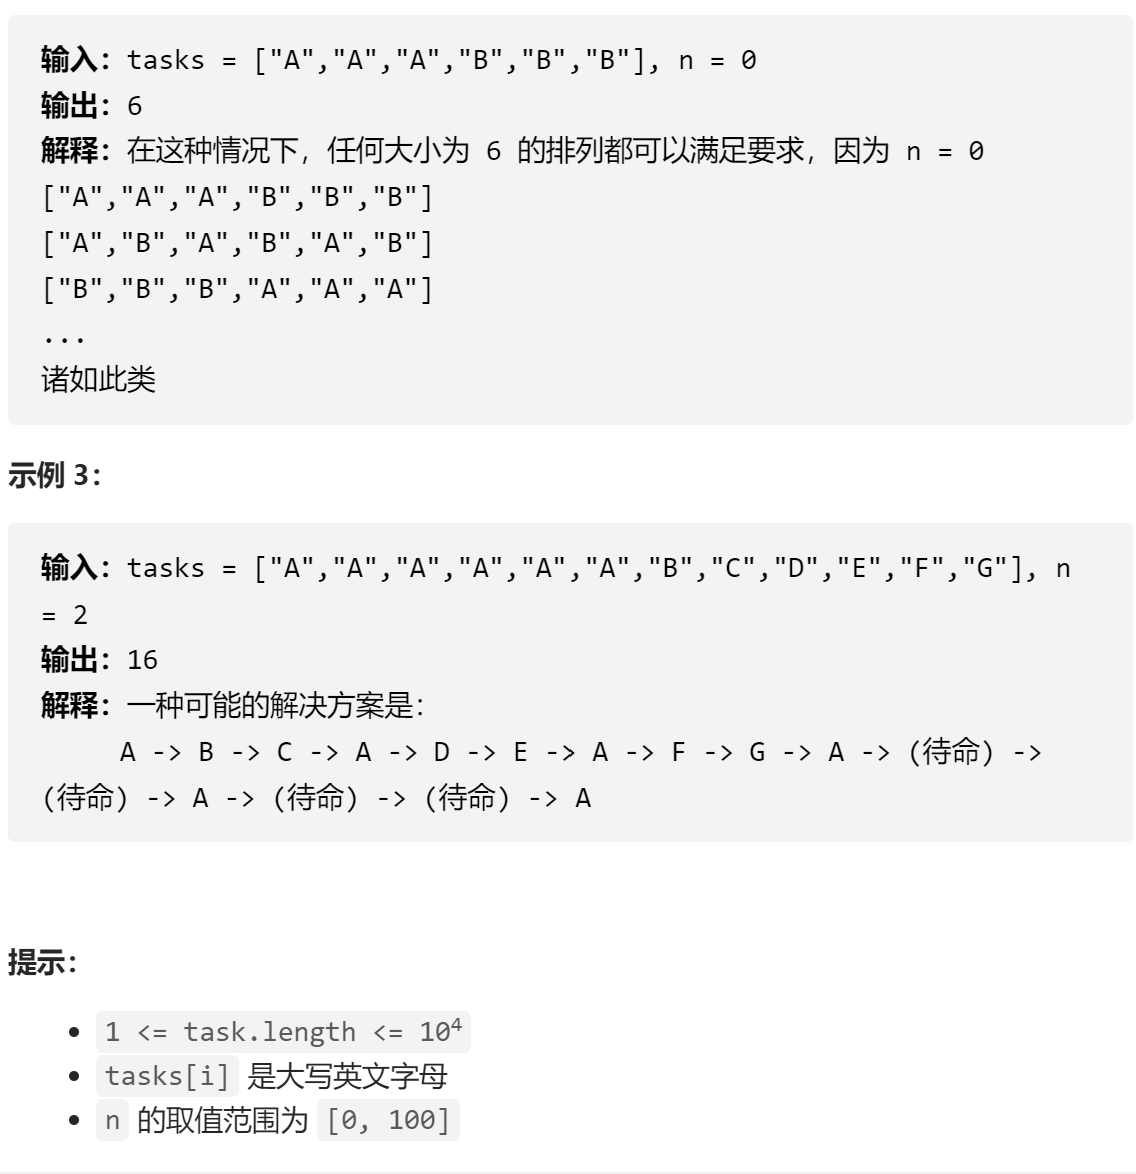 输入：tasks = ["A","A","A","B","B","B"], n = 0
输出：6
解释：在这种情况下，任何大小为 6 的排列都可以满足要求，因为 n = 0
["A","A","A","B","B","B"]
["A","B","A","B","A","B"]
["B","B","B","A","A","A"]
...
诸如此类
示例 3：
输入：tasks = ["A","A","A","A","A","A","B","C","D","E","F","G"], n
= 2
输出：16
解释：一种可能的解决方案是：
A -> B -> C -> A -> D -> E -> A -> F -> G -> A -> (待命) ->
(待命) -> A -> (待命) -> (待命) -> A
提示：
1 <= task.length <= 10⁴
tasks[i] 是大写英文字母
n 的取值范围为 [0, 100]